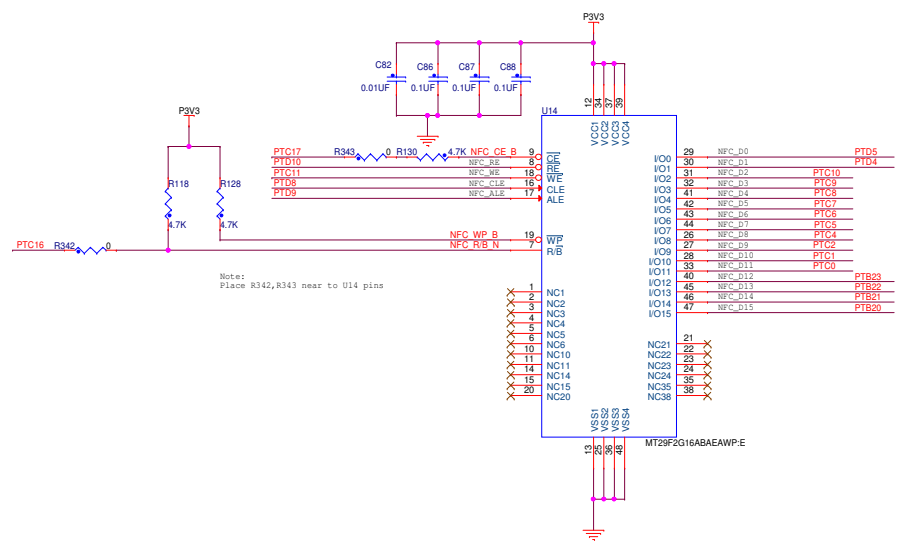 P3V3
C82 C86 C87 C88
0.01UF 0.1UF 0.1UF 0.1UF
12 34 37 39
U14
VCC1 VCC2 VCC3 VCC4
P3V3
PTC17 R343 0 R130 4.7K NFC_CE_B 9 CE I/O0 29 NFC_D0 PTD5
PTD10 NFC_RE 8 RE I/O1 30 NFC_D1 PTD4
PTC11 NFC_WE 18 WE I/O2 31 NFC_D2 PTC10
PTD8 NFC_CLE 16 CLE I/O3 32 NFC_D3 PTC9
PTD9 NFC_ALE 17 ALE I/O4 41 NFC_D4 PTC8
I/O5 42 NFC_D5 PTC7
I/O6 43 NFC_D6 PTC6
I/O7 44 NFC_D7 PTC5
R118 R128
4.7K 4.7K
NFC_WP_B 19 WP I/O8 26 NFC_D8 PTC4
PTC16 R342 0 NFC_R/B_N 7 R/B I/O9 27 NFC_D9 PTC2
I/O10 28 NFC_D10 PTC1
I/O11 33 NFC_D11 PTC0
I/O12 40 NFC_D12 PTB23
I/O13 45 NFC_D13 PTB22
I/O14 46 NFC_D14 PTB21
I/O15 47 NFC_D15 PTB20
Note:
Place R342,R343 near to U14 pins
1 NC1
2 NC2
3 NC3
4 NC4
5 NC5
6 NC6 NC21 21
10 NC10 NC22 22
11 NC11 NC23 23
14 NC14 NC24 24
15 NC15 NC35 35
20 NC20 NC38 38
VSS1 VSS2 VSS3 VSS4
MT29F2G16ABAEAWP:E
13 25 36 48